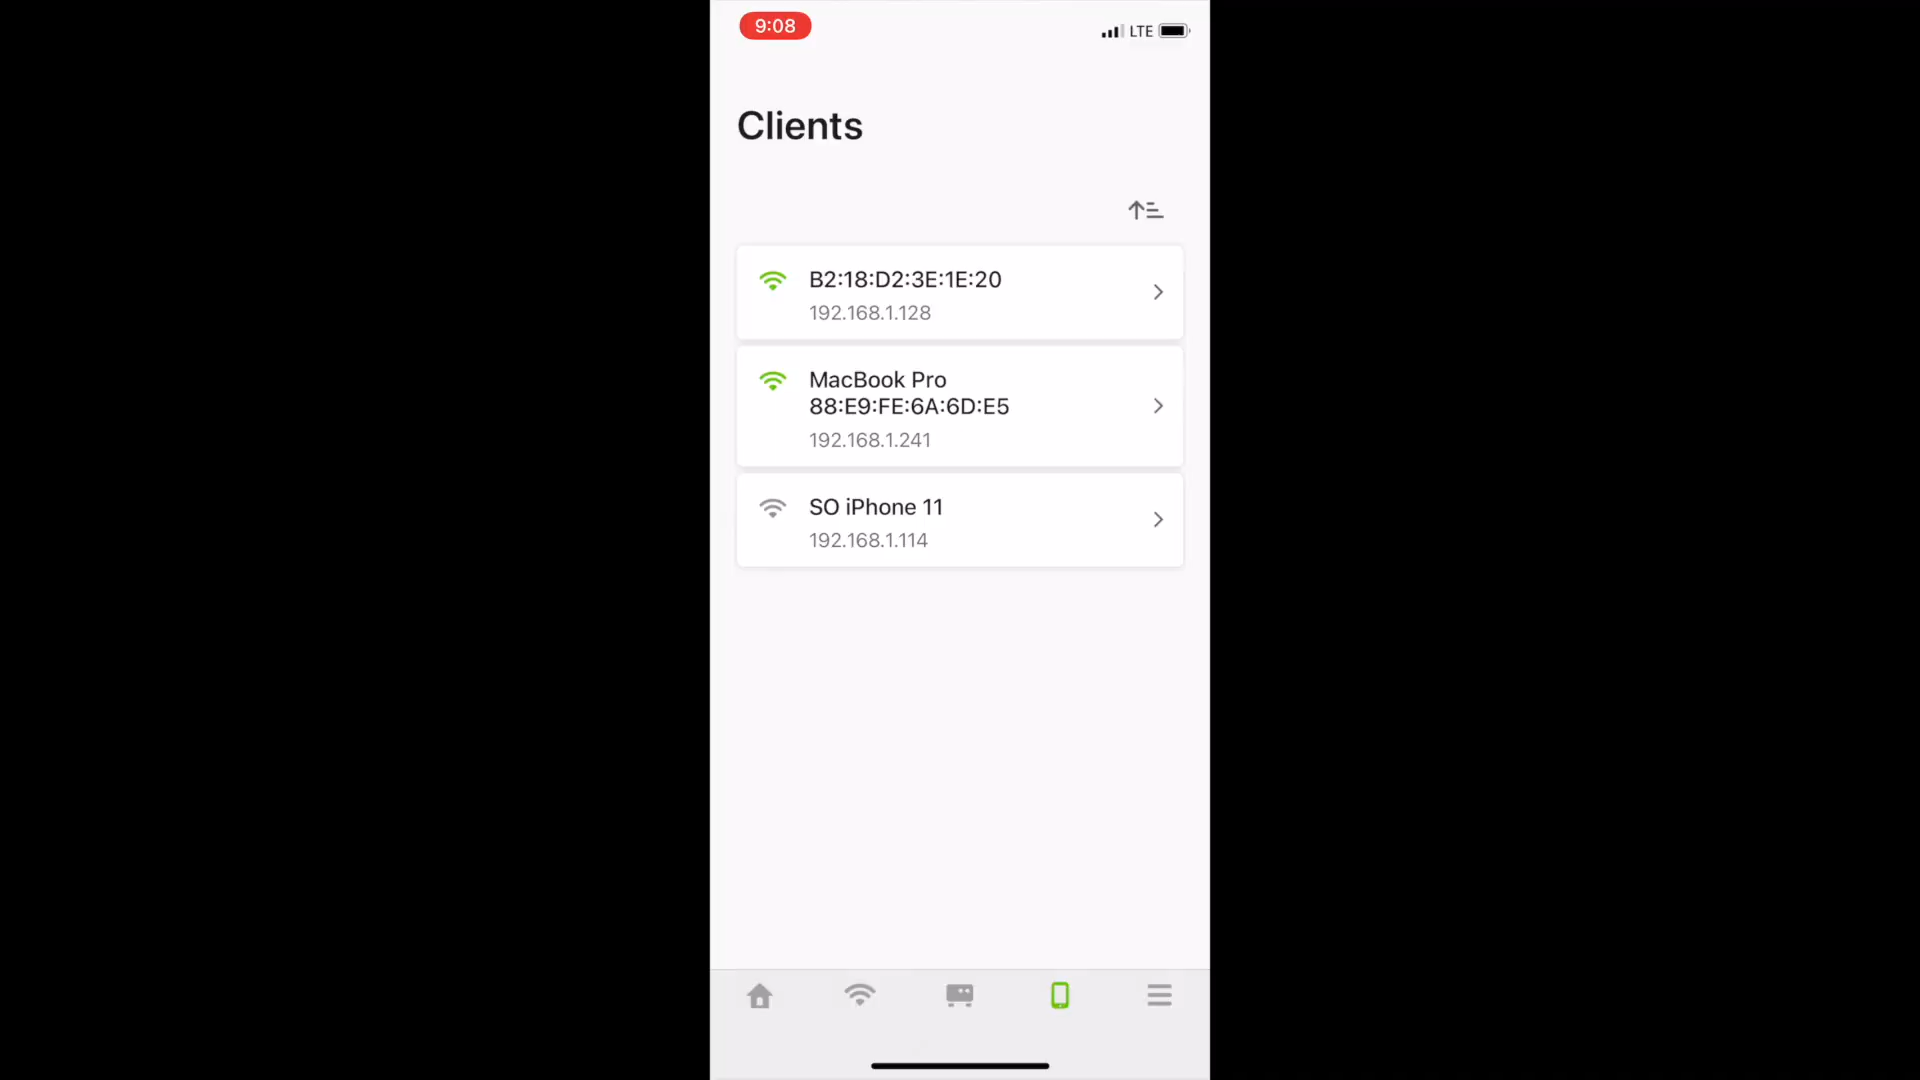 9:08
LTE
Clients
B2:18:D2:3E:1E:20
192.168.1.128
MacBook Pro
88:E9:FE:6A:6D:E5
192.168.1.241
SO iPhone 11
192.168.1.114